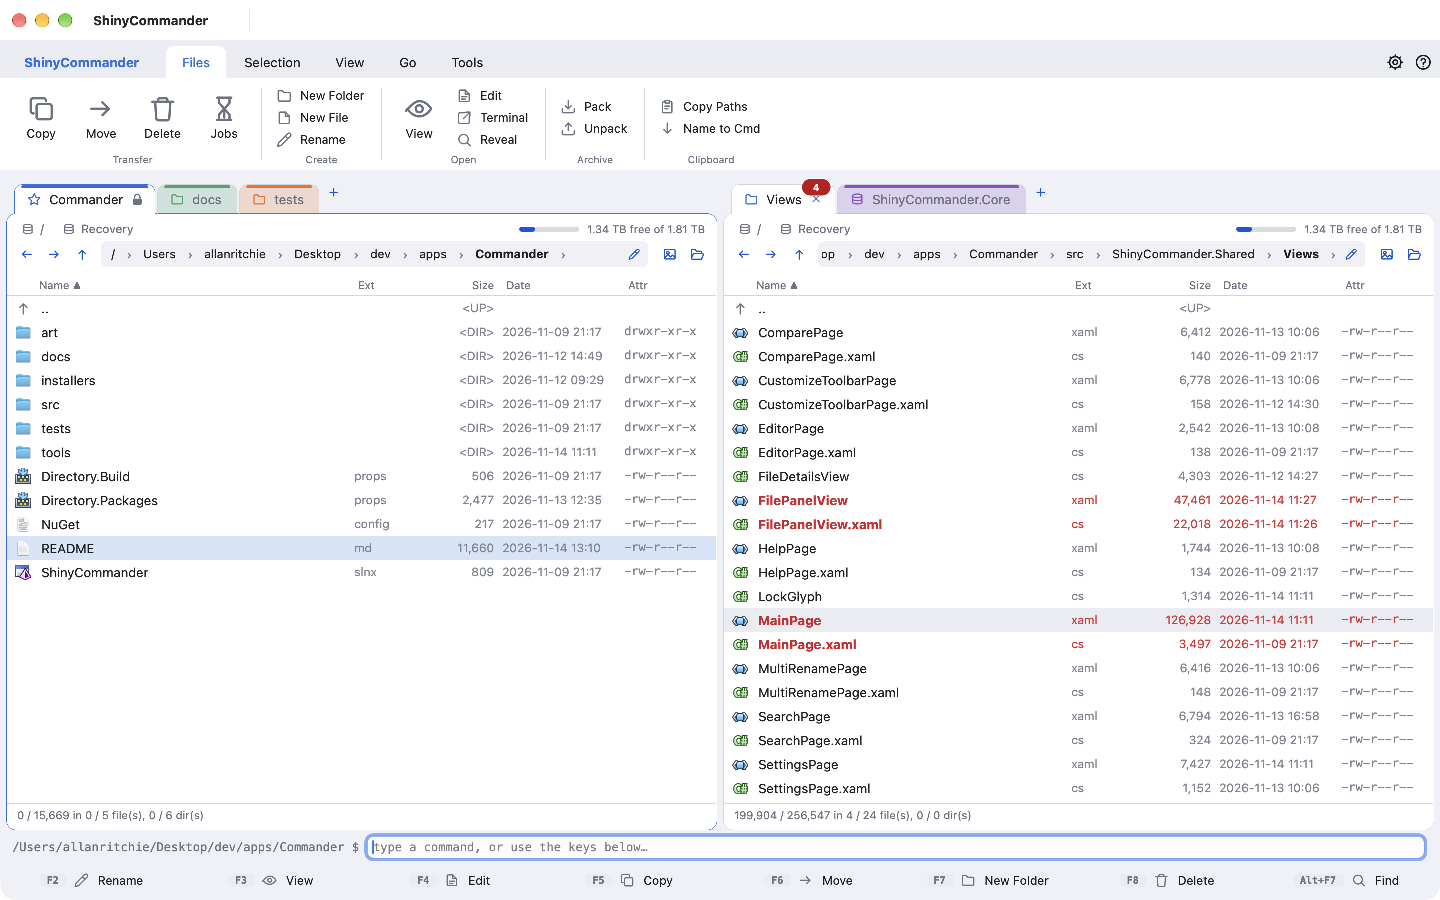 ShinyCommander
ShinyCommander Files Selection View Go Tools
Copy Move Delete Jobs
Transfer
New Folder
New File
Rename
Create
View
Edit
Terminal
Reveal
Open
Pack
Unpack
Archive
Copy Paths
Name to Cmd
Clipboard
Commander docs tests +
/ Recovery 1.34 TB free of 1.81 TB
/ Users › allanritchie › Desktop › dev › apps › Commander ›
Name ▲ Ext Size Date Attr
.. <UP>
art <DIR> 2026-11-09 21:17 drwxr-xr-x
docs <DIR> 2026-11-12 14:49 drwxr-xr-x
installers <DIR> 2026-11-12 09:29 drwxr-xr-x
src <DIR> 2026-11-09 21:17 drwxr-xr-x
tests <DIR> 2026-11-09 21:17 drwxr-xr-x
tools <DIR> 2026-11-14 11:11 drwxr-xr-x
Directory.Build props 506 2026-11-09 21:17 -rw-r--r--
Directory.Packages props 2,477 2026-11-13 12:35 -rw-r--r--
NuGet config 217 2026-11-09 21:17 -rw-r--r--
README md 11,660 2026-11-14 13:10 -rw-r--r--
ShinyCommander slnx 809 2026-11-09 21:17 -rw-r--r--
0 / 15,669 in 0 / 5 file(s), 0 / 6 dir(s)
Views 4 × ShinyCommander.Core +
/ Recovery 1.34 TB free of 1.81 TB
op › dev › apps › Commander › src › ShinyCommander.Shared › Views ›
Name ▲ Ext Size Date Attr
.. <UP>
ComparePage xaml 6,412 2026-11-13 10:06 -rw-r--r--
ComparePage.xaml cs 140 2026-11-09 21:17 -rw-r--r--
CustomizeToolbarPage xaml 6,778 2026-11-13 10:06 -rw-r--r--
CustomizeToolbarPage.xaml cs 158 2026-11-12 14:30 -rw-r--r--
EditorPage xaml 2,542 2026-11-13 10:08 -rw-r--r--
EditorPage.xaml cs 138 2026-11-09 21:17 -rw-r--r--
FileDetailsView cs 4,303 2026-11-12 14:27 -rw-r--r--
FilePanelView xaml 47,461 2026-11-14 11:27 -rw-r--r--
FilePanelView.xaml cs 22,018 2026-11-14 11:26 -rw-r--r--
HelpPage xaml 1,744 2026-11-13 10:08 -rw-r--r--
HelpPage.xaml cs 134 2026-11-09 21:17 -rw-r--r--
LockGlyph cs 1,314 2026-11-14 11:11 -rw-r--r--
MainPage xaml 126,928 2026-11-14 11:11 -rw-r--r--
MainPage.xaml cs 3,497 2026-11-09 21:17 -rw-r--r--
MultiRenamePage xaml 6,416 2026-11-13 10:06 -rw-r--r--
MultiRenamePage.xaml cs 148 2026-11-09 21:17 -rw-r--r--
SearchPage xaml 6,794 2026-11-13 16:58 -rw-r--r--
SearchPage.xaml cs 324 2026-11-09 21:17 -rw-r--r--
SettingsPage xaml 7,427 2026-11-14 11:11 -rw-r--r--
SettingsPage.xaml cs 1,152 2026-11-13 10:06 -rw-r--r--
199,904 / 256,547 in 4 / 24 file(s), 0 / 0 dir(s)
/Users/allanritchie/Desktop/dev/apps/Commander $ type a command, or use the keys below…
F2 Rename F3 View F4 Edit F5 Copy F6 Move F7 New Folder F8 Delete Alt+F7 Find